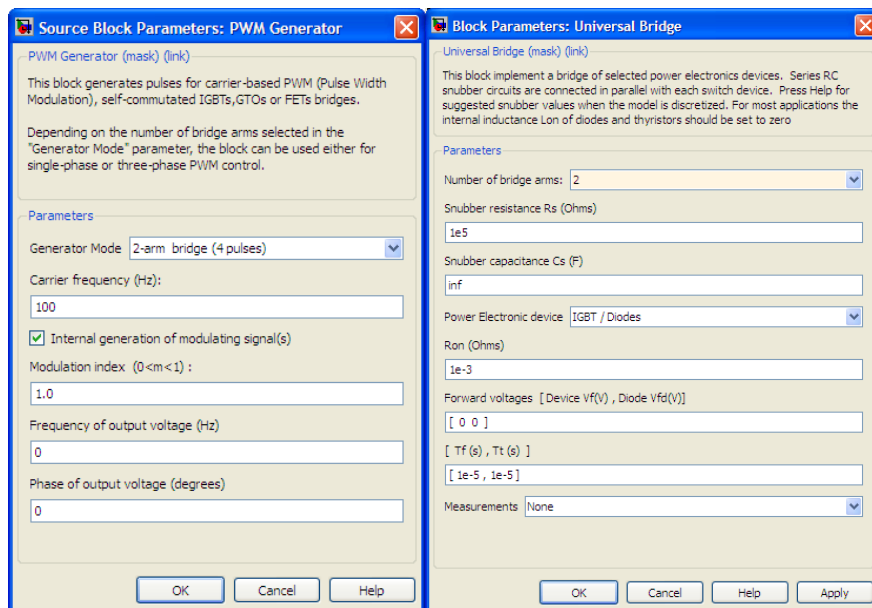 Source Block Parameters: PWM Generator
PWM Generator (mask) (link)
This block generates pulses for carrier-based PWM (Pulse Width
Modulation), self-commutated IGBTs,GTOs or FETs bridges.
Depending on the number of bridge arms selected in the
"Generator Mode" parameter, the block can be used either for
single-phase or three-phase PWM control.
Parameters
Generator Mode 2-arm bridge (4 pulses)
Carrier frequency (Hz):
100
Internal generation of modulating signal(s)
Modulation index (0<m<1) :
1.0
Frequency of output voltage (Hz)
0
Phase of output voltage (degrees)
0
OK Cancel Help
Block Parameters: Universal Bridge
Universal Bridge (mask) (link)
This block implement a bridge of selected power electronics devices. Series RC
snubber circuits are connected in parallel with each switch device. Press Help for
suggested snubber values when the model is discretized. For most applications the
internal inductance Lon of diodes and thyristors should be set to zero
Parameters
Number of bridge arms: 2
Snubber resistance Rs (Ohms)
1e5
Snubber capacitance Cs (F)
inf
Power Electronic device IGBT / Diodes
Ron (Ohms)
1e-3
Forward voltages [ Device Vf(V) , Diode Vfd(V)]
[ 0 0 ]
[ Tf (s) , Tt (s) ]
[ 1e-5 , 1e-5 ]
Measurements None
OK Cancel Help Apply